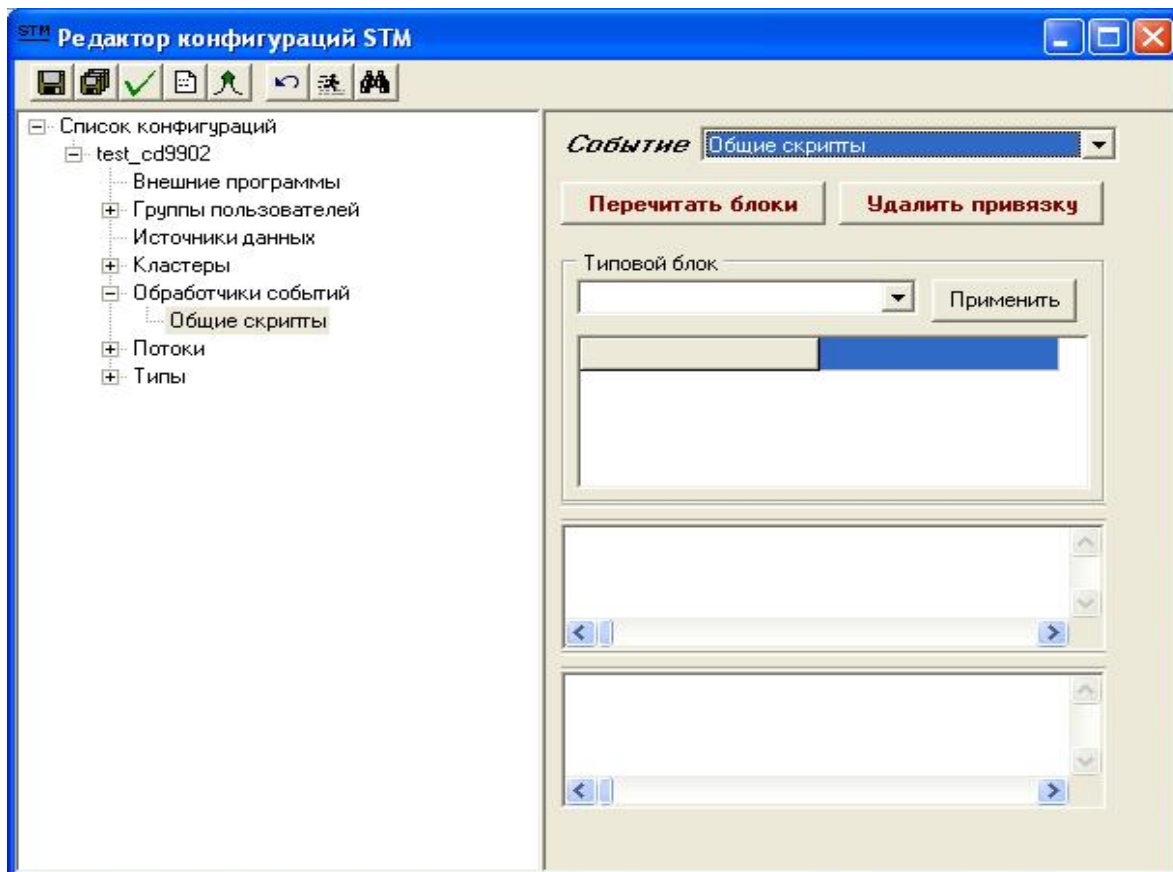 STM Редактор конфигураций STM
Список конфигураций
test_cd9902
Внешние программы
Группы пользователей
Источники данных
Кластеры
Обработчики событий
Общие скрипты
Потоки
Типы
Событие Общие скрипты
Перечитать блоки Удалить привязку
Типовой блок
Применить